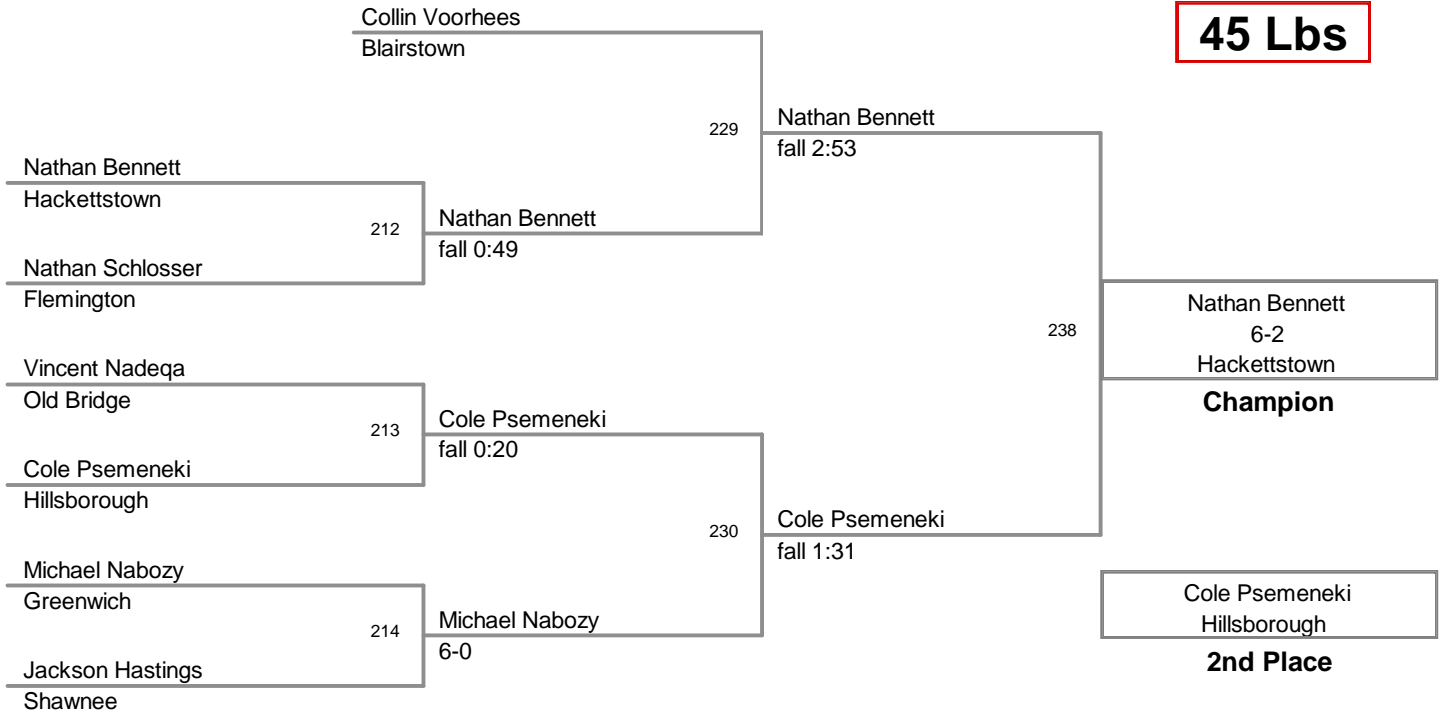 Collin Voorhees
Blairstown
45 Lbs
229
Nathan Bennett
fall 2:53
Nathan Bennett
Hackettstown
212
Nathan Bennett
fall 0:49
Nathan Schlosser
Flemington
238
Nathan Bennett
6-2
Hackettstown
Champion
Vincent Nadeqa
Old Bridge
213
Cole Psemeneki
fall 0:20
Cole Psemeneki
Hillsborough
230
Cole Psemeneki
fall 1:31
Michael Nabozy
Greenwich
214
Michael Nabozy
6-0
Jackson Hastings
Shawnee
Cole Psemeneki
Hillsborough
2nd Place